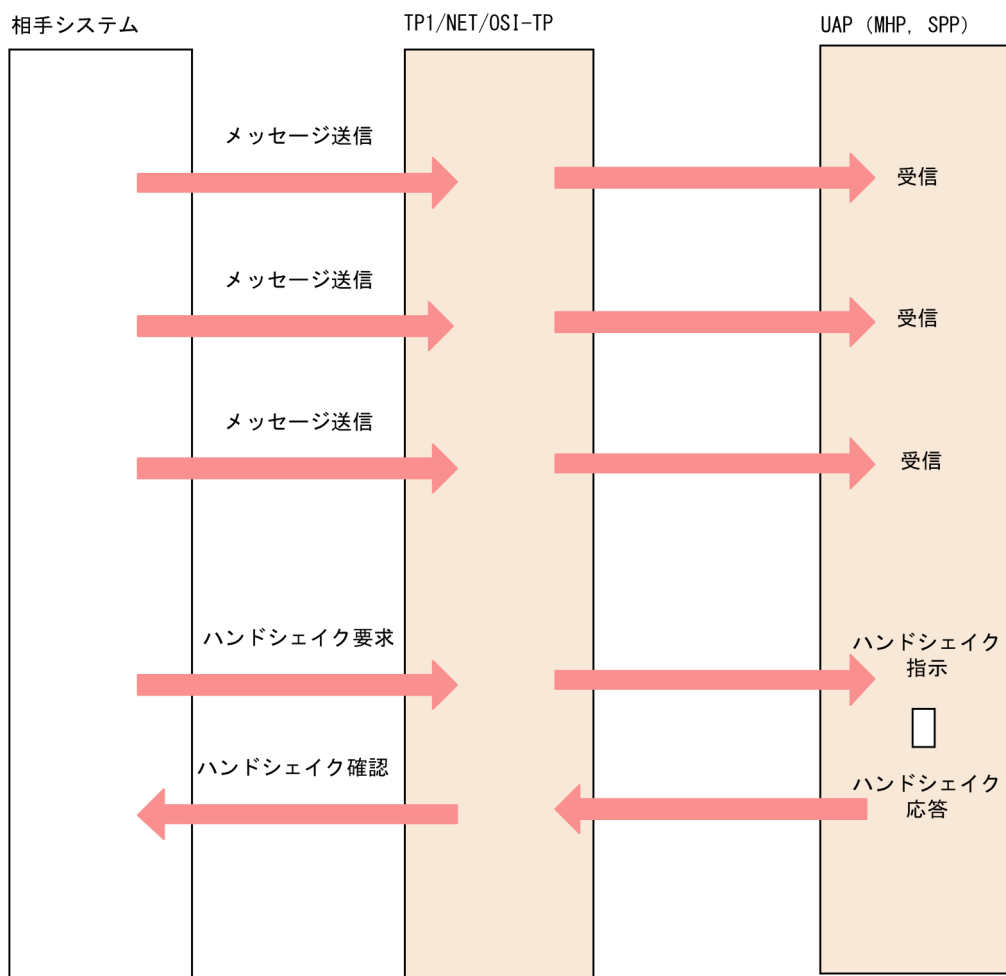 相手システム
TP1/NET/OSI-TP
UAP (MHP, SPP)
メッセージ送信
受信
メッセージ送信
受信
メッセージ送信
受信
ハンドシェイク要求
ハンドシェイク
指示
ハンドシェイク確認
ハンドシェイク
応答